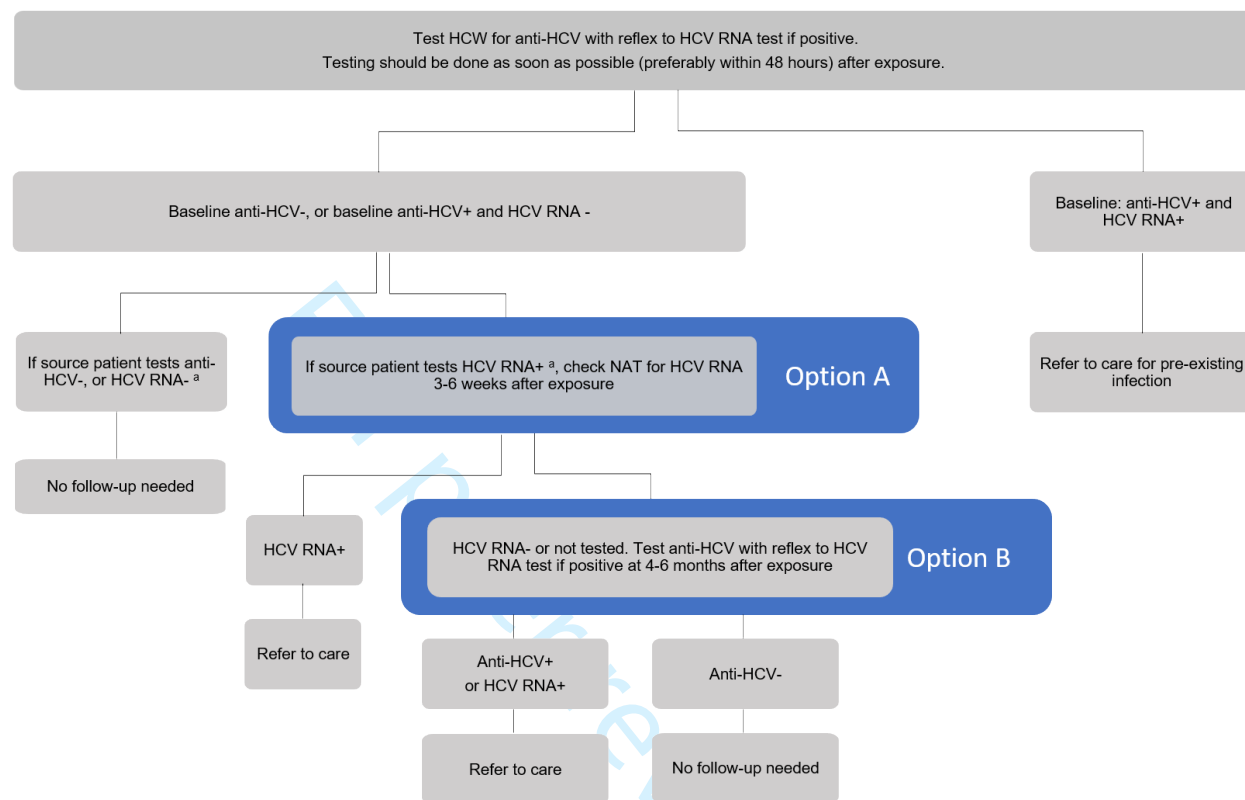 Test HCW for anti-HCV with reflex to HCV RNA test if positive.
Testing should be done as soon as possible (preferably within 48 hours) after exposure.
Baseline anti-HCV-, or baseline anti-HCV+ and HCV RNA -
Baseline: anti-HCV+ and
HCV RNA+
If source patient tests anti-
HCV-, or HCV RNA- ᵃ
If source patient tests HCV RNA+ ᵃ, check NAT for HCV RNA
3-6 weeks after exposure
Option A
Refer to care for pre-existing
infection
No follow-up needed
HCV RNA+
HCV RNA- or not tested. Test anti-HCV with reflex to HCV
RNA test if positive at 4-6 months after exposure
Option B
Refer to care
Anti-HCV+
or HCV RNA+
Anti-HCV-
Refer to care
No follow-up needed